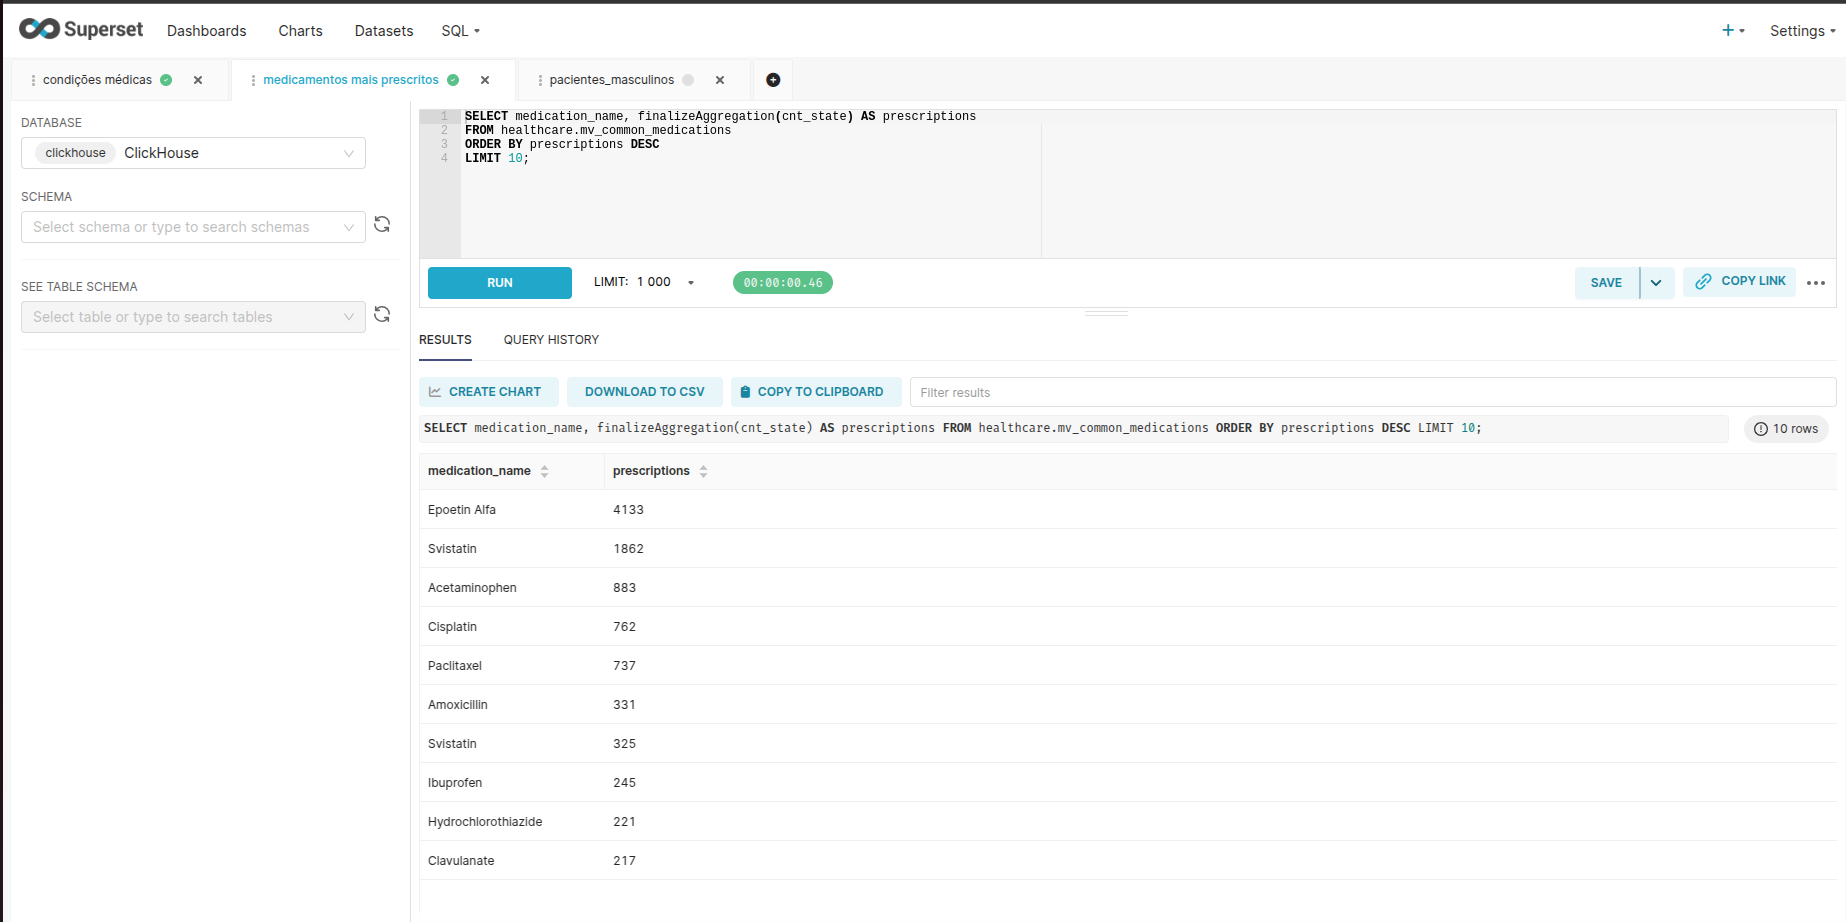 Superset Dashboards Charts Datasets SQL Settings
condições médicas medicamentos mais prescritos pacientes_masculinos
DATABASE
clickhouse ClickHouse
SCHEMA
Select schema or type to search schemas
SEE TABLE SCHEMA
Select table or type to search tables
1 SELECT medication_name, finalizeAggregation(cnt_state) AS prescriptions
2 FROM healthcare.mv_common_medications
3 ORDER BY prescriptions DESC
4 LIMIT 10;
RUN LIMIT: 1 000 00:00:00.46 SAVE COPY LINK
RESULTS QUERY HISTORY
CREATE CHART DOWNLOAD TO CSV COPY TO CLIPBOARD Filter results
SELECT medication_name, finalizeAggregation(cnt_state) AS prescriptions FROM healthcare.mv_common_medications ORDER BY prescriptions DESC LIMIT 10; 10 rows
medication_name prescriptions
Epoetin Alfa 4133
Svistatin 1862
Acetaminophen 883
Cisplatin 762
Paclitaxel 737
Amoxicillin 331
Svistatin 325
Ibuprofen 245
Hydrochlorothiazide 221
Clavulanate 217